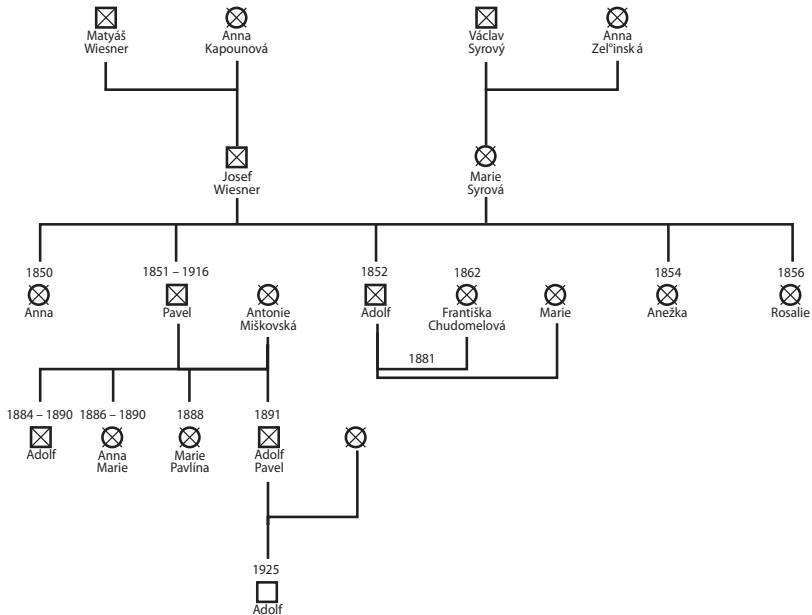 Matyáš
Wiesner
Anna
Kapounová
Václav
Syrový
Anna
Zel°inská
Josef
Wiesner
Marie
Syrová
1850
Anna
1851 – 1916
Pavel
Antonie
Miškovská
1852
Adolf
1862
Františka
Chudomelová
Marie
1854
Anežka
1856
Rosalie
1881
1884 – 1890
Adolf
1886 – 1890
Anna
Marie
1888
Marie
Pavlína
1891
Adolf
Pavel
1925
Adolf